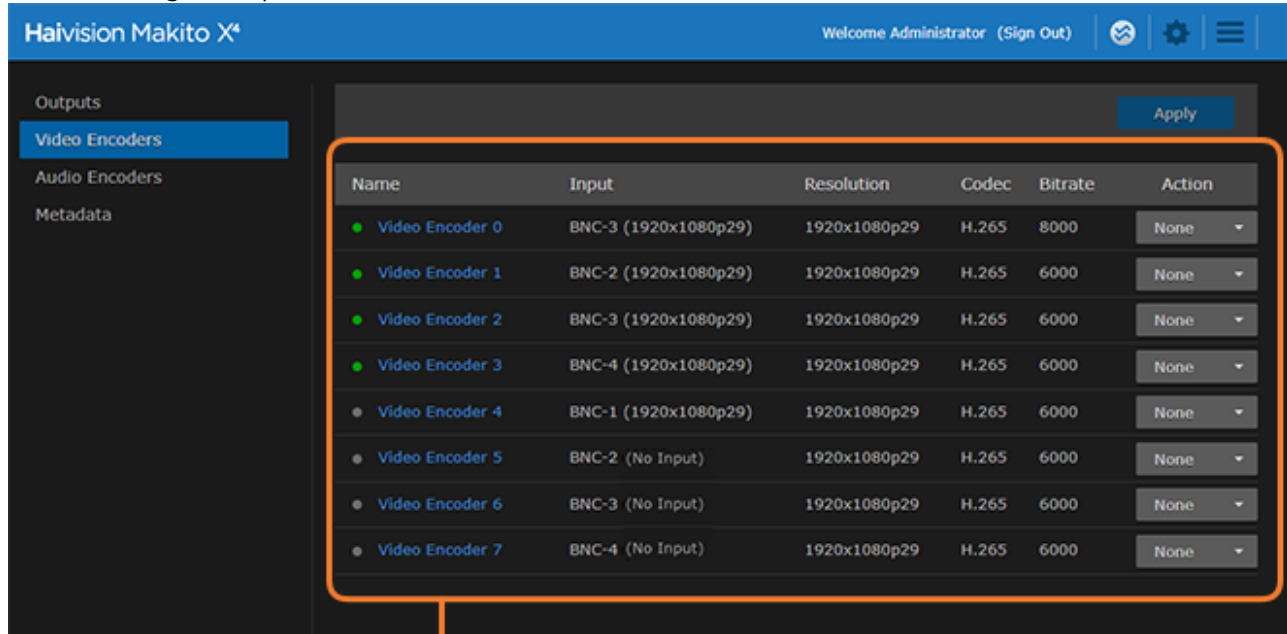 Haivision Makito X⁴
Welcome Administrator (Sign Out)
Outputs
Video Encoders
Audio Encoders
Metadata
Apply
Name Input Resolution Codec Bitrate Action
Video Encoder 0 BNC-3 (1920x1080p29) 1920x1080p29 H.265 8000 None
Video Encoder 1 BNC-2 (1920x1080p29) 1920x1080p29 H.265 6000 None
Video Encoder 2 BNC-3 (1920x1080p29) 1920x1080p29 H.265 6000 None
Video Encoder 3 BNC-4 (1920x1080p29) 1920x1080p29 H.265 6000 None
Video Encoder 4 BNC-1 (1920x1080p29) 1920x1080p29 H.265 6000 None
Video Encoder 5 BNC-2 (No Input) 1920x1080p29 H.265 6000 None
Video Encoder 6 BNC-3 (No Input) 1920x1080p29 H.265 6000 None
Video Encoder 7 BNC-4 (No Input) 1920x1080p29 H.265 6000 None